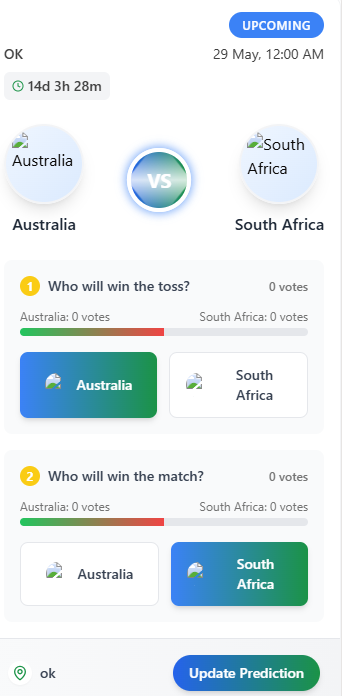 UPCOMING
OK
29 May, 12:00 AM
14d 3h 28m
Australia
South
Africa
VS
Australia
South Africa
1 Who will win the toss? 0 votes
Australia: 0 votes South Africa: 0 votes
Australia
South
Africa
2 Who will win the match? 0 votes
Australia: 0 votes South Africa: 0 votes
Australia
South
Africa
ok
Update Prediction